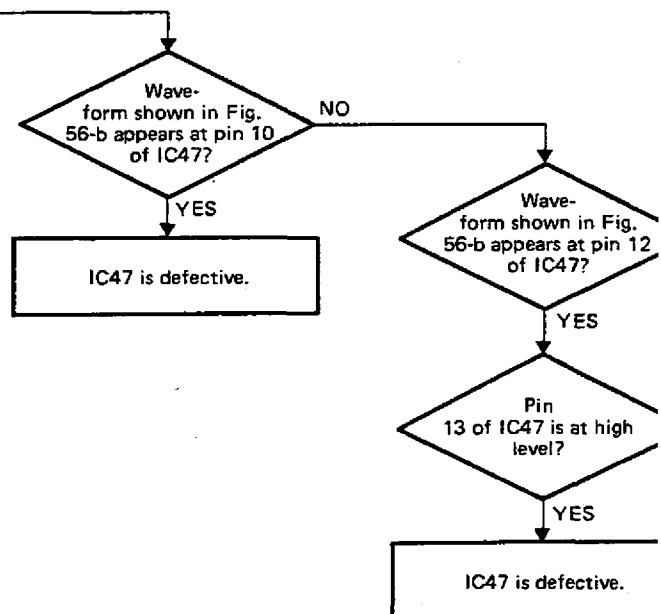 Wave-
form shown in Fig.
56-b appears at pin 10
of IC47?
NO
YES
IC47 is defective.
Wave-
form shown in Fig.
56-b appears at pin 12
of IC47?
YES
Pin
13 of IC47 is at high
level?
YES
IC47 is defective.